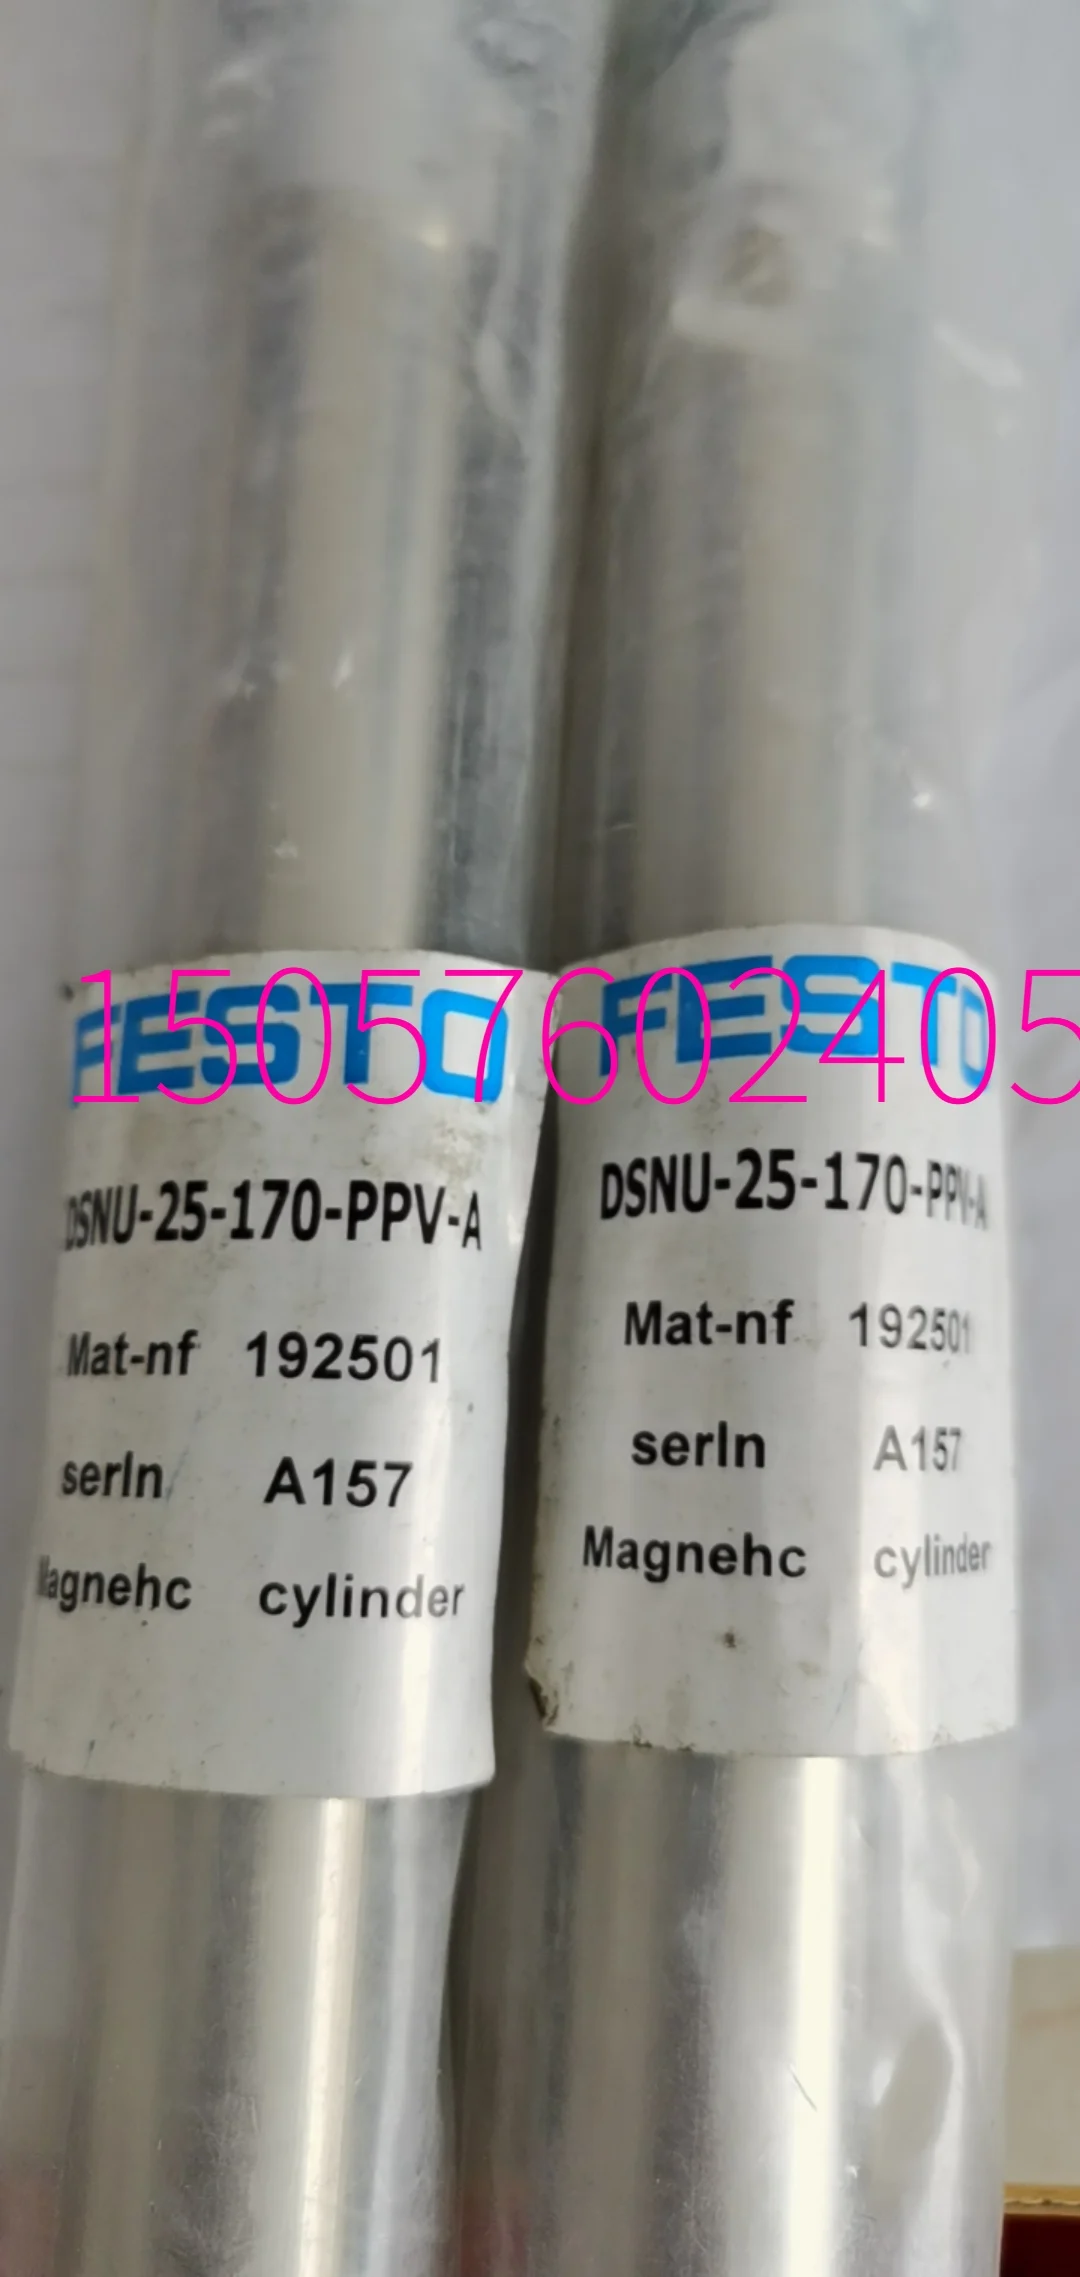 15057602405
FESTO
DSNU-25-170-PPV-A
Mat-nf 192501
serln A157
Magnehc cylinder
FESTO
DSNU-25-170-PPV-A
Mat-nf 192501
serln A157
Magnehc cylinder